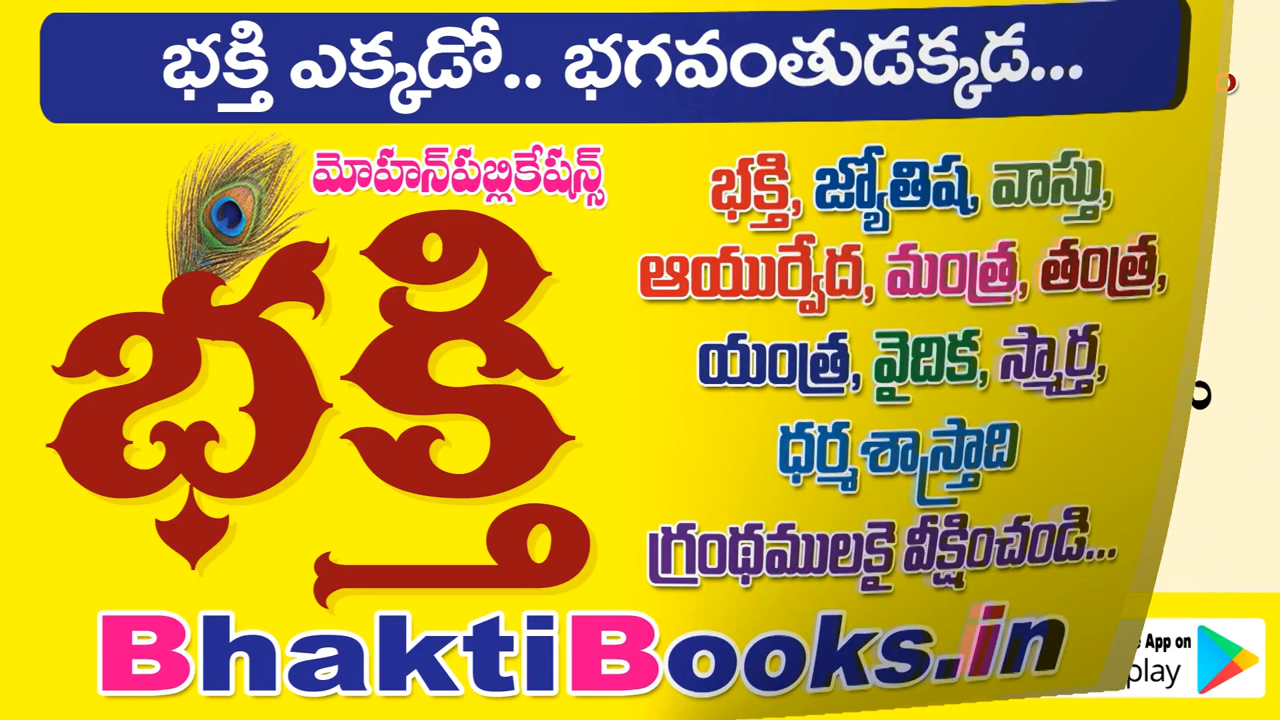 భక్తి ఎక్కడో.. భగవంతుడక్కడ...
మోహన్ పబ్లికేషన్స్
భక్తి
భక్తి, జ్యోతిష, వాస్తు,
ఆయుర్వేద, మంత్ర, తంత్ర,
యంత్ర, వైదిక, స్మార్త,
ధర్మశాస్త్రాది
గ్రంథములకై వీక్షించండి...
BhaktiBooks.in
App on
play